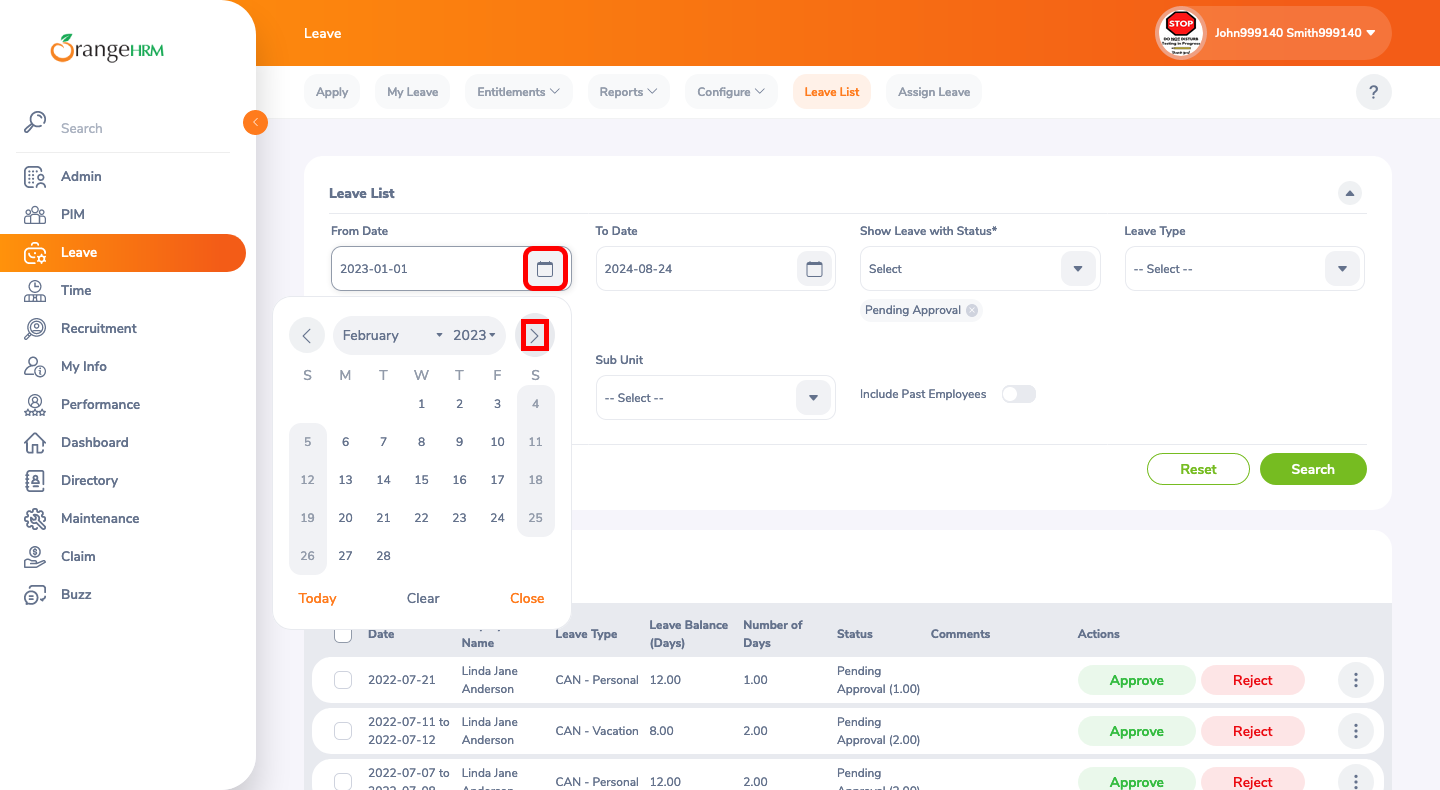 OrangeHRM
Leave
STOP
DO NOT DISTURB
Testing in Progress
John999140 Smith999140
Apply
My Leave
Entitlements
Reports
Configure
Leave List
Assign Leave
?
Search
Admin
PIM
Leave
Time
Recruitment
My Info
Performance
Dashboard
Directory
Maintenance
Claim
Buzz
Leave List
From Date
To Date
Show Leave with Status*
Leave Type
2023-01-01
2024-08-24
Select
-- Select --
Pending Approval
February 2023
S M T W T F S
1 2 3 4
5 6 7 8 9 10 11
12 13 14 15 16 17 18
19 20 21 22 23 24 25
26 27 28
Today Clear Close
Sub Unit
-- Select --
Include Past Employees
Reset
Search
Date
Name
Leave Type
Leave Balance
(Days)
Number of
Days
Status
Comments
Actions
2022-07-21
Linda Jane
Anderson
CAN - Personal
12.00
1.00
Pending
Approval (1.00)
Approve
Reject
2022-07-11 to
2022-07-12
Linda Jane
Anderson
CAN - Vacation
8.00
2.00
Pending
Approval (2.00)
Approve
Reject
2022-07-07 to
2022-07-08
Linda Jane
Anderson
CAN - Personal
12.00
2.00
Pending
Approval (2.00)
Approve
Reject